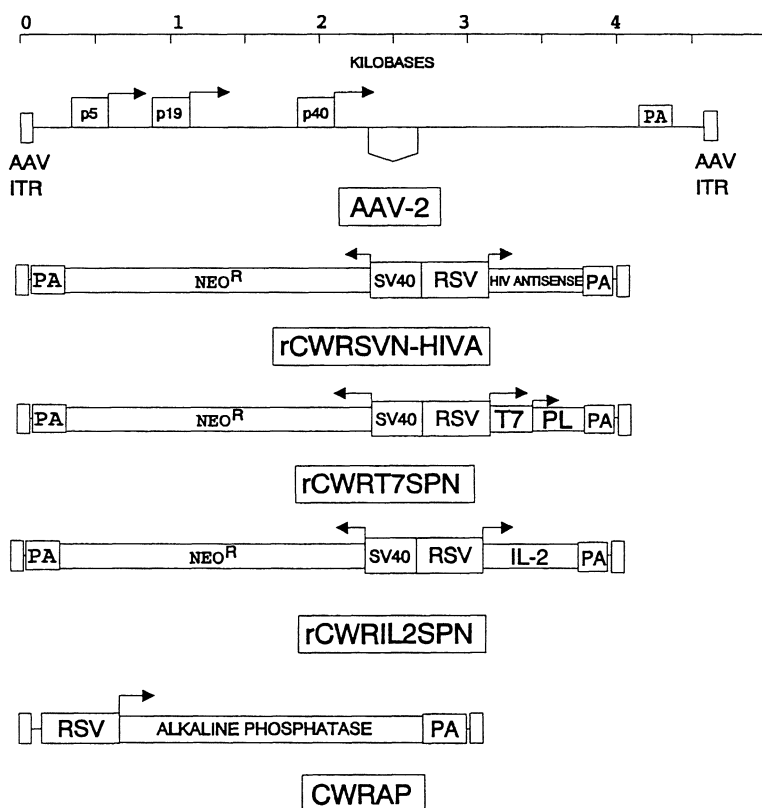 0 1 2 3 4
KILOBASES
p5 p19 p40 PA
AAV ITR AAV ITR
AAV-2
PA NEOR SV40 RSV HIV ANTISENSE PA
rCWRSVN-HIVA
PA NEOR SV40 RSV T7 PL PA
rCWRT7SPN
PA NEOR SV40 RSV IL-2 PA
rCWRIL2SPN
RSV ALKALINE PHOSPHATASE PA
CWRAP